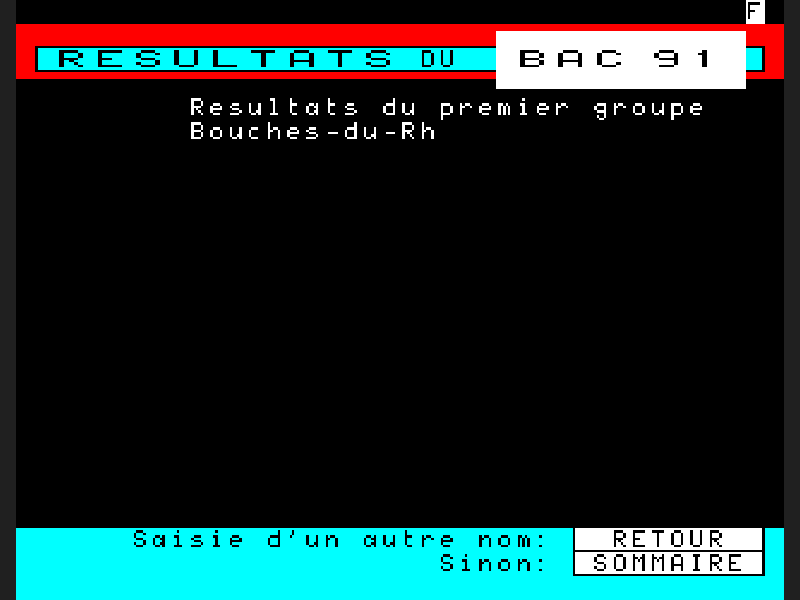 F
RESULTATS DU BAC 91
Resultats du premier groupe
Bouches-du-Rh
Saisie d'un autre nom: RETOUR
Sinon: SOMMAIRE